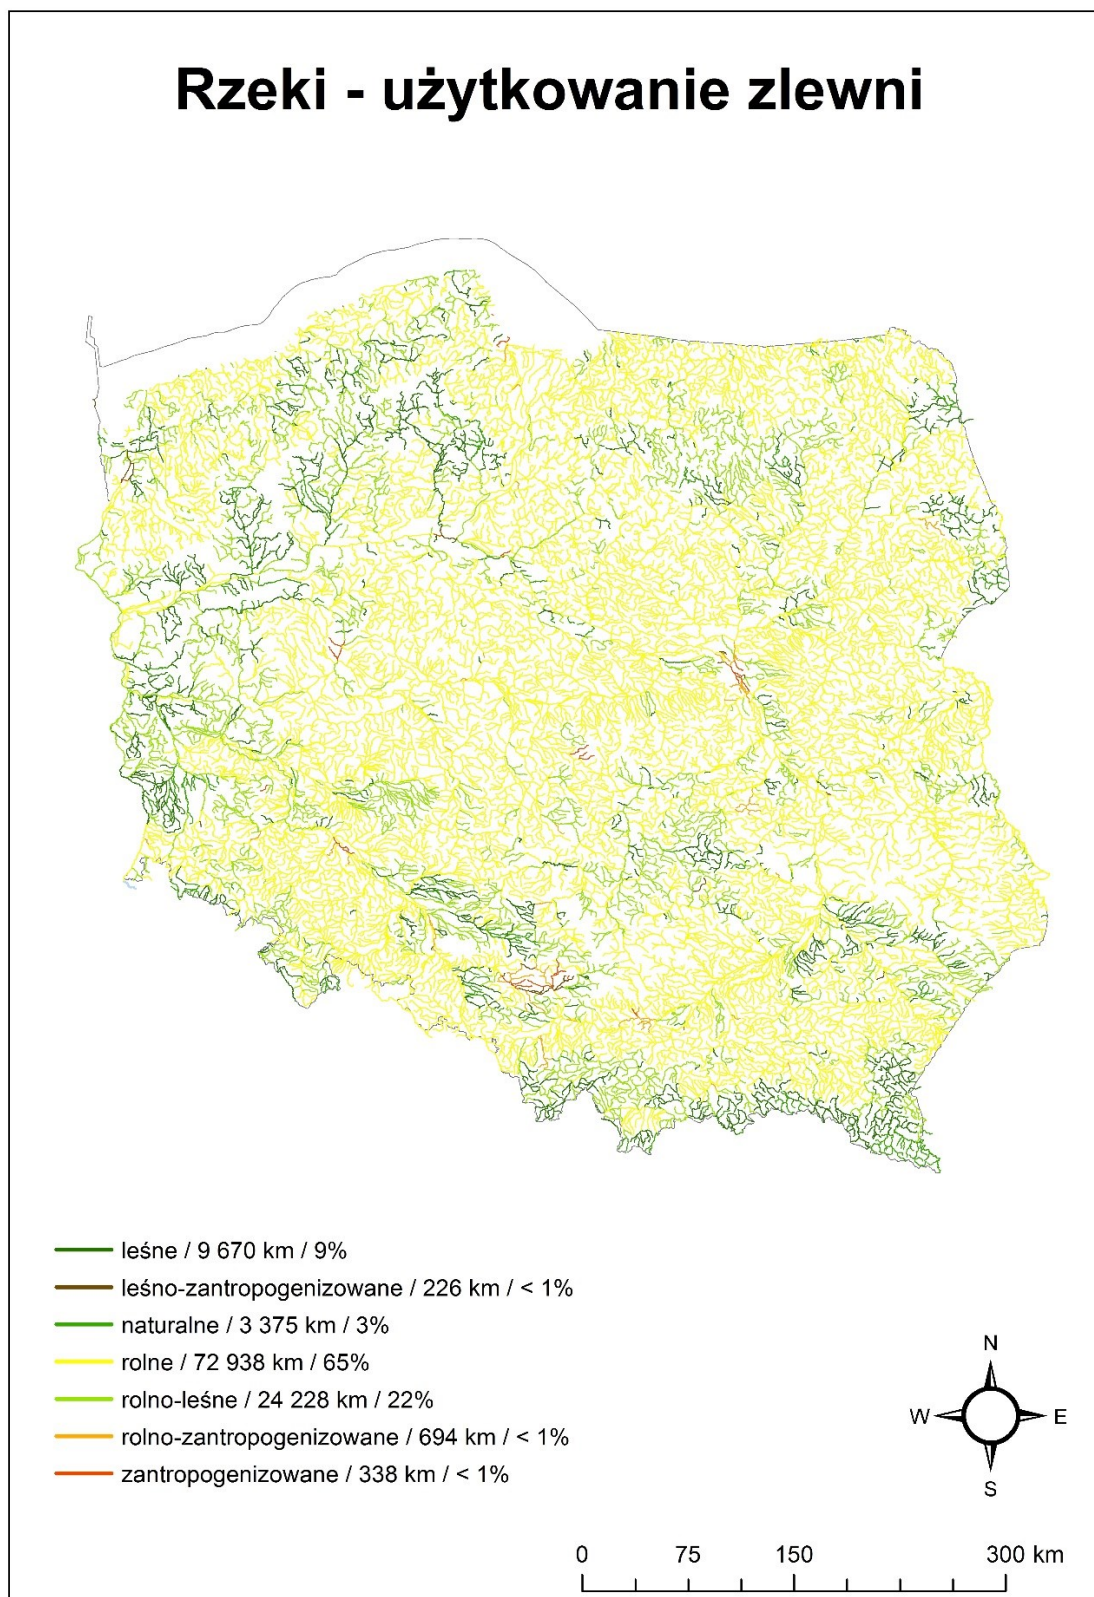 Rzeki - użytkowanie zlewni
leśne / 9 670 km / 9%
leśno-zantropogenizowane / 226 km / < 1%
naturalne / 3 375 km / 3%
rolne / 72 938 km / 65%
rolno-leśne / 24 228 km / 22%
rolno-zantropogenizowane / 694 km / < 1%
zantropogenizowane / 338 km / < 1%
N
W E
S
0 75 150 300 km